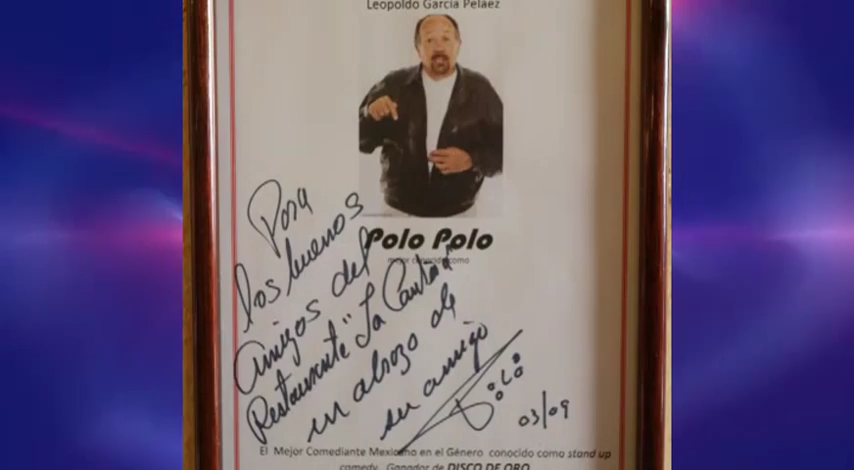 Leopoldo García Peláez
Polo Polo
mejor conocido como
Para
los buenos
amigos del
Restaurante "La Cantina"
un abrazo de
su amigo
Polo
03/09
El Mejor Comediante Mexicano en el Género conocido como stand up
comedy Ganador de DISCO DE ORO